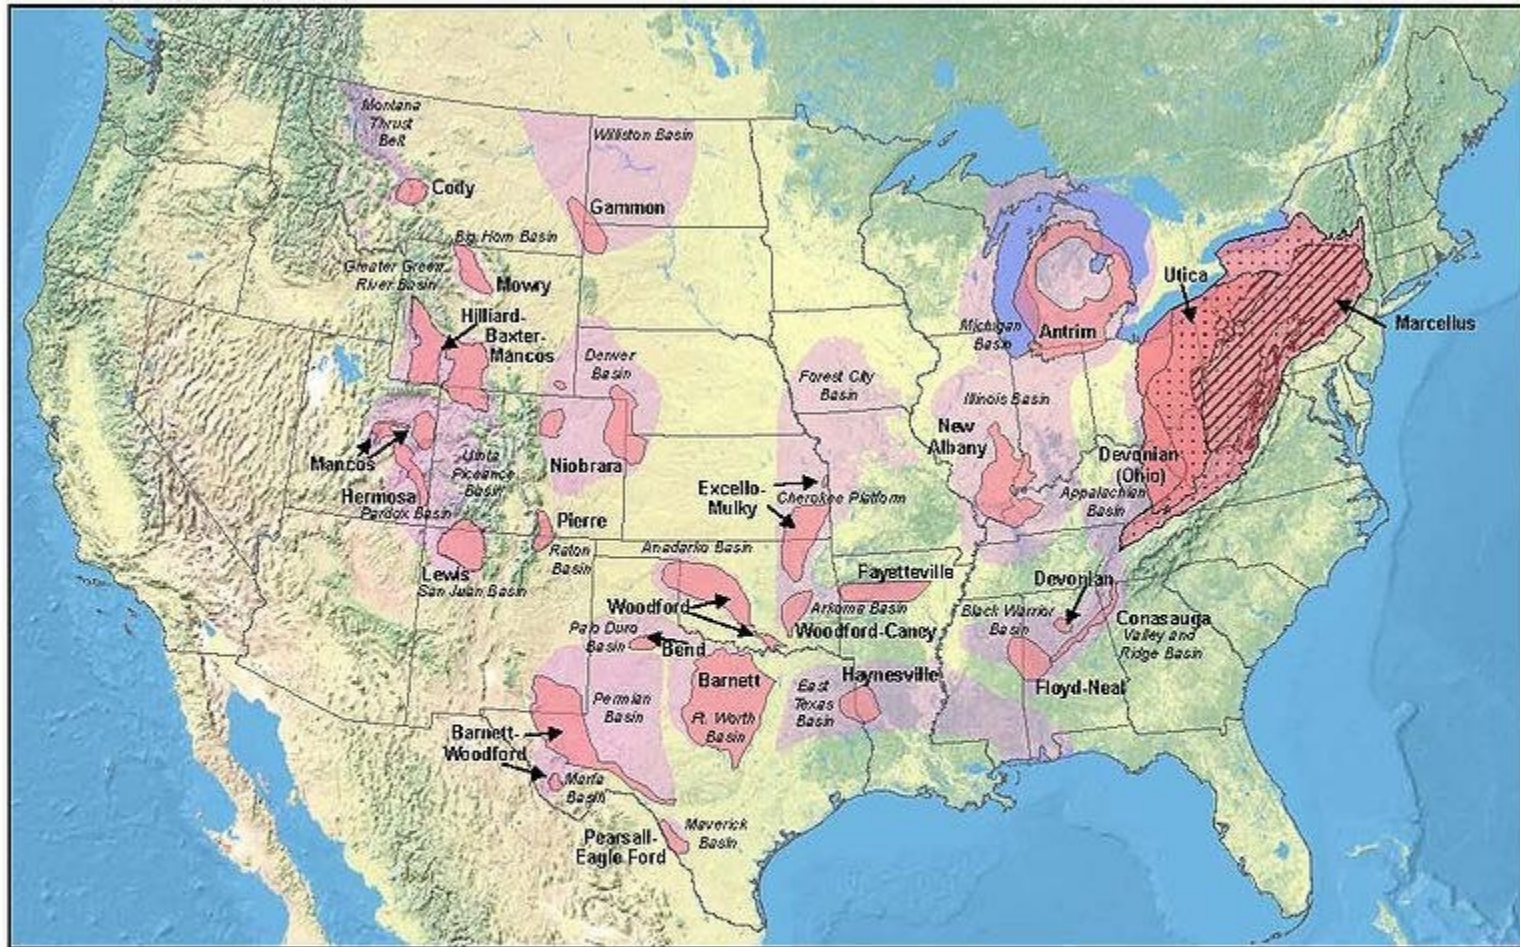 Montana
Thrust
Belt
Williston Basin
Cody
Gammon
Big Horn Basin
Greater Green
River Basin
Mowry
Hilliard-
Baxter-
Mancos
Utica
Marcellus
Michigan
Basin
Antrim
Denver
Basin
Forest City
Basin
Illinois Basin
New
Albany
Devonian
(Ohio)
Appalachian
Basin
Mancos
Uinta
Piceance
Basin
Niobrara
Hermosa
Pardox Basin
Excello-
Mulky
Cherokee Platform
Pierre
Raton
Basin
Anadarko Basin
Lewis
San Juan Basin
Fayetteville
Devonian
Woodford
Arkoma Basin
Woodford-Caney
Black Warrior
Basin
Conasauga
Valley and
Ridge Basin
Palo Duro
Basin
Bend
Barnett
Haynesville
Floyd-Neal
Permian
Basin
Ft. Worth
Basin
East
Texas
Basin
Barnett-
Woodford
Marfa
Basin
Pearsall-
Eagle Ford
Maverick
Basin